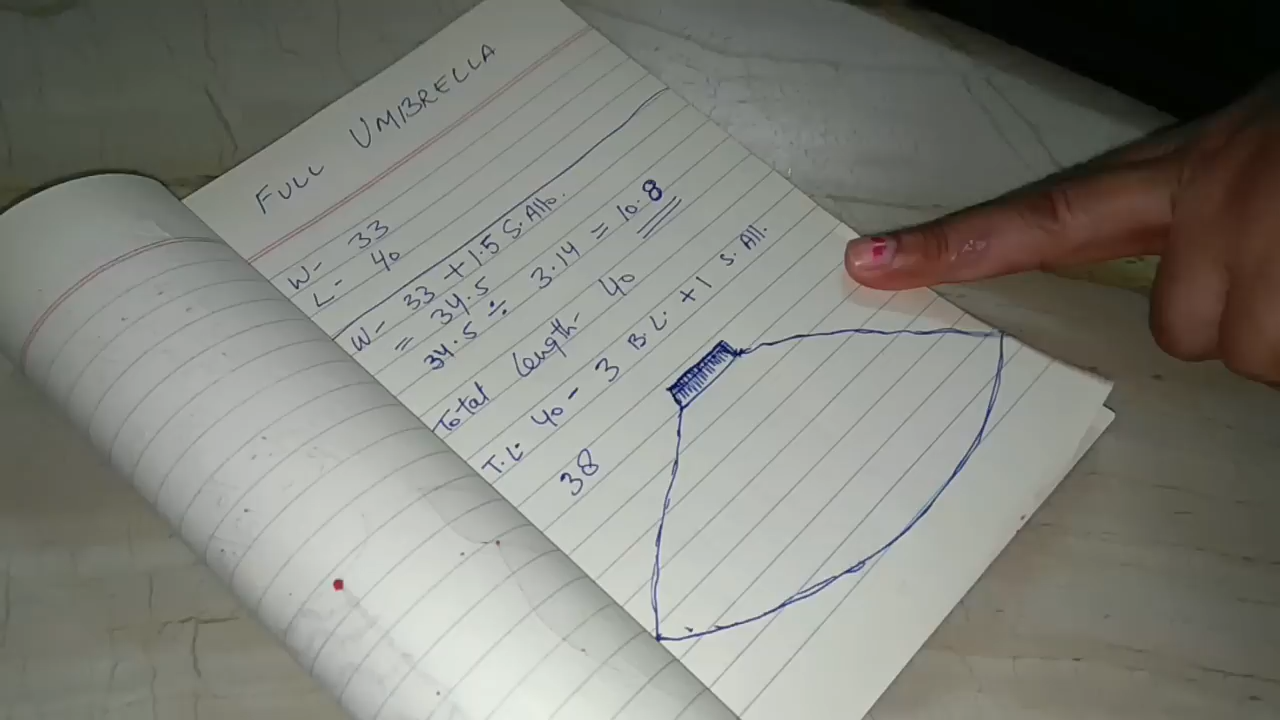 FULL UMBRELLA
W- 33
L- 40
W- 33 + 1.5 S. Allo.
= 34.5
34.5 ÷ 3.14 = 10.8
Total length- 40
T.L: 40- 3 B.L. +1 S. All.
38